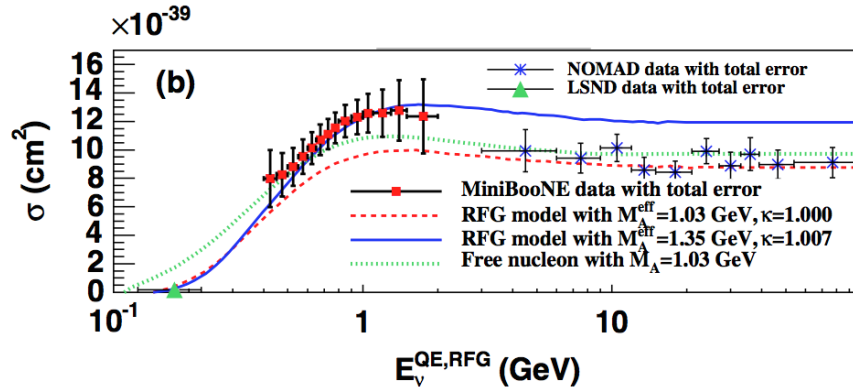 ×10⁻³⁹
(b)
NOMAD data with total error
LSND data with total error
16
14
12
10
8
6
4
2
0
σ (cm²)
MiniBooNE data with total error
RFG model with M_A^eff=1.03 GeV,κ=1.000
RFG model with M_A^eff=1.35 GeV,κ=1.007
Free nucleon with M_A=1.03 GeV
10⁻¹ 1 10
E_ν^QE,RFG (GeV)